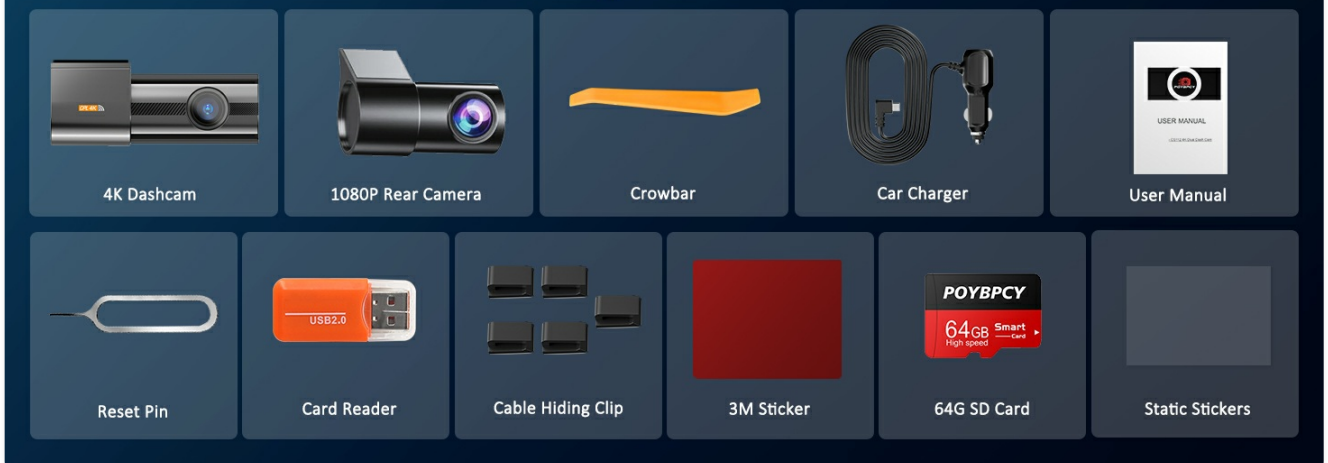 4K Dashcam
1080P Rear Camera
Crowbar
Car Charger
POYBPCY
USER MANUAL
User Manual
Reset Pin
USB2.0
Card Reader
Cable Hiding Clip
3M Sticker
POYBPCY
64GB Smart
High speed Card
64G SD Card
Static Stickers